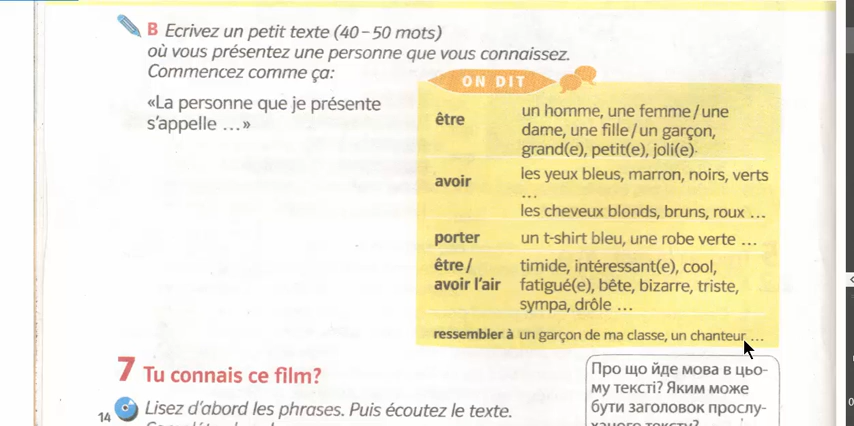 B Ecrivez un petit texte (40–50 mots)
où vous présentez une personne que vous connaissez.
Commencez comme ça:
«La personne que je présente
s'appelle ...»
ON DIT
être un homme, une femme/une
dame, une fille/un garçon,
grand(e), petit(e), joli(e)
avoir les yeux bleus, marron, noirs, verts
...
les cheveux blonds, bruns, roux ...
porter un t-shirt bleu, une robe verte ...
être/ timide, intéressant(e), cool,
avoir l'air fatigué(e), bête, bizarre, triste,
sympa, drôle ...
ressembler à un garçon de ma classe, un chanteur ...
7 Tu connais ce film?
14 Lisez d'abord les phrases. Puis écoutez le texte.
Про що йде мова в цьо-
му тексті? Яким може
бути заголовок прослу-
ханого тексту?